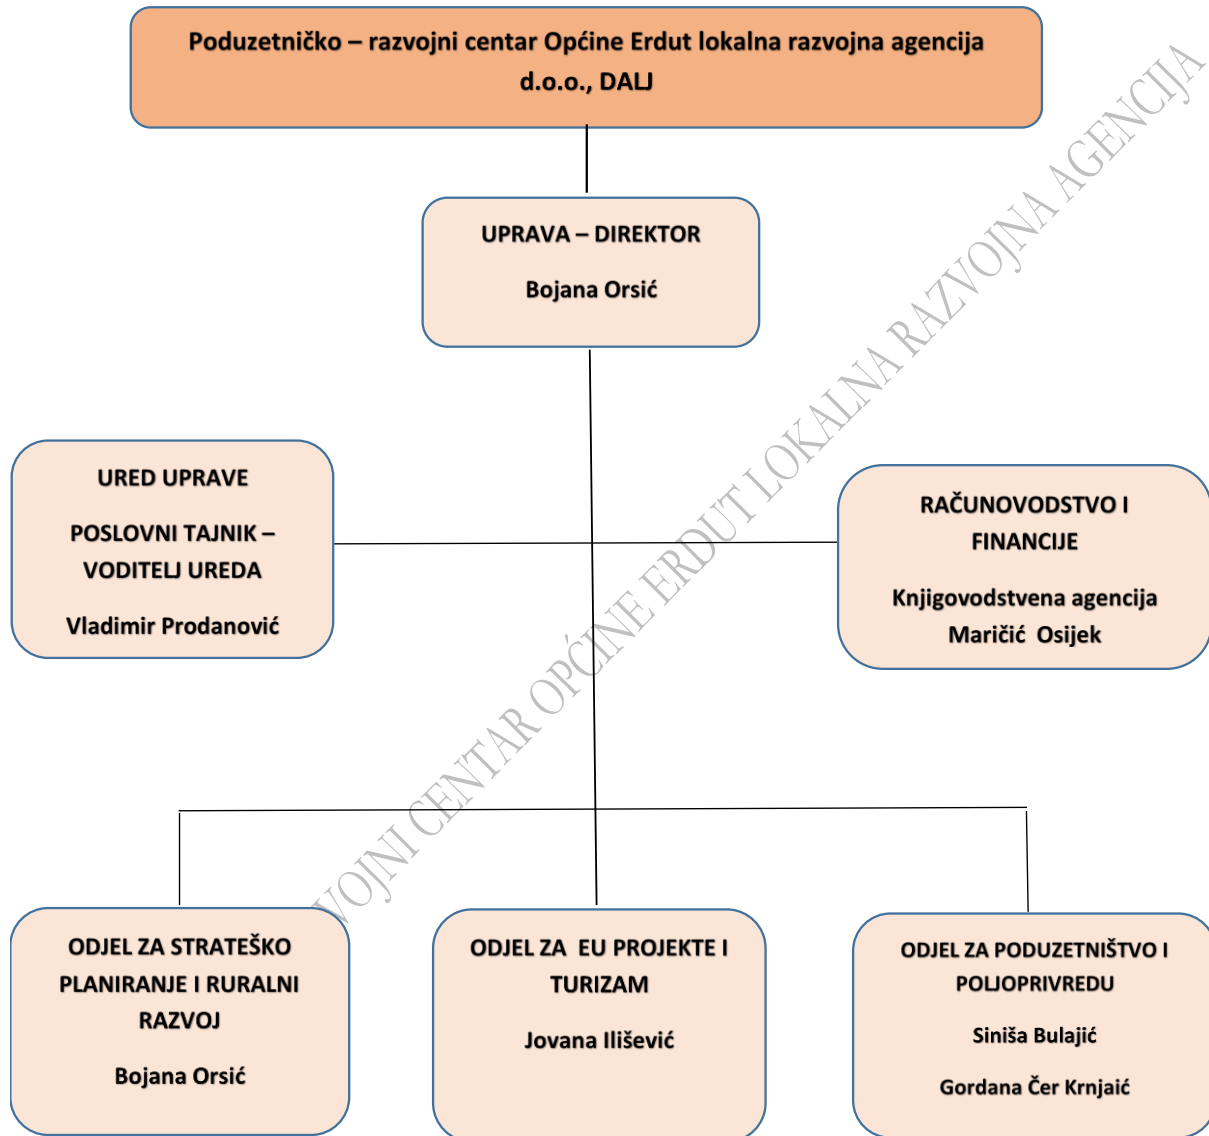 Poduzetničko – razvojni centar Općine Erdut lokalna razvojna agencija
d.o.o., DALJ
UPRAVA – DIREKTOR
Bojana Orsić
URED UPRAVE
POSLOVNI TAJNIK –
VODITELJ UREDA
Vladimir Prodanović
RAČUNOVODSTVO I
FINANCIJE
Knjigovodstvena agencija
Maričić Osijek
VOJNI CENTAR OPĆINE ERDUT LOKALNA RAZVOJNA AGENCIJA
ODJEL ZA STRATEŠKO
PLANIRANJE I RURALNI
RAZVOJ
Bojana Orsić
ODJEL ZA EU PROJEKTE I
TURIZAM
Jovana Ilišević
ODJEL ZA PODUZETNIŠTVO I
POLJOPRIVREDU
Siniša Bulajić
Gordana Čer Krnjaić